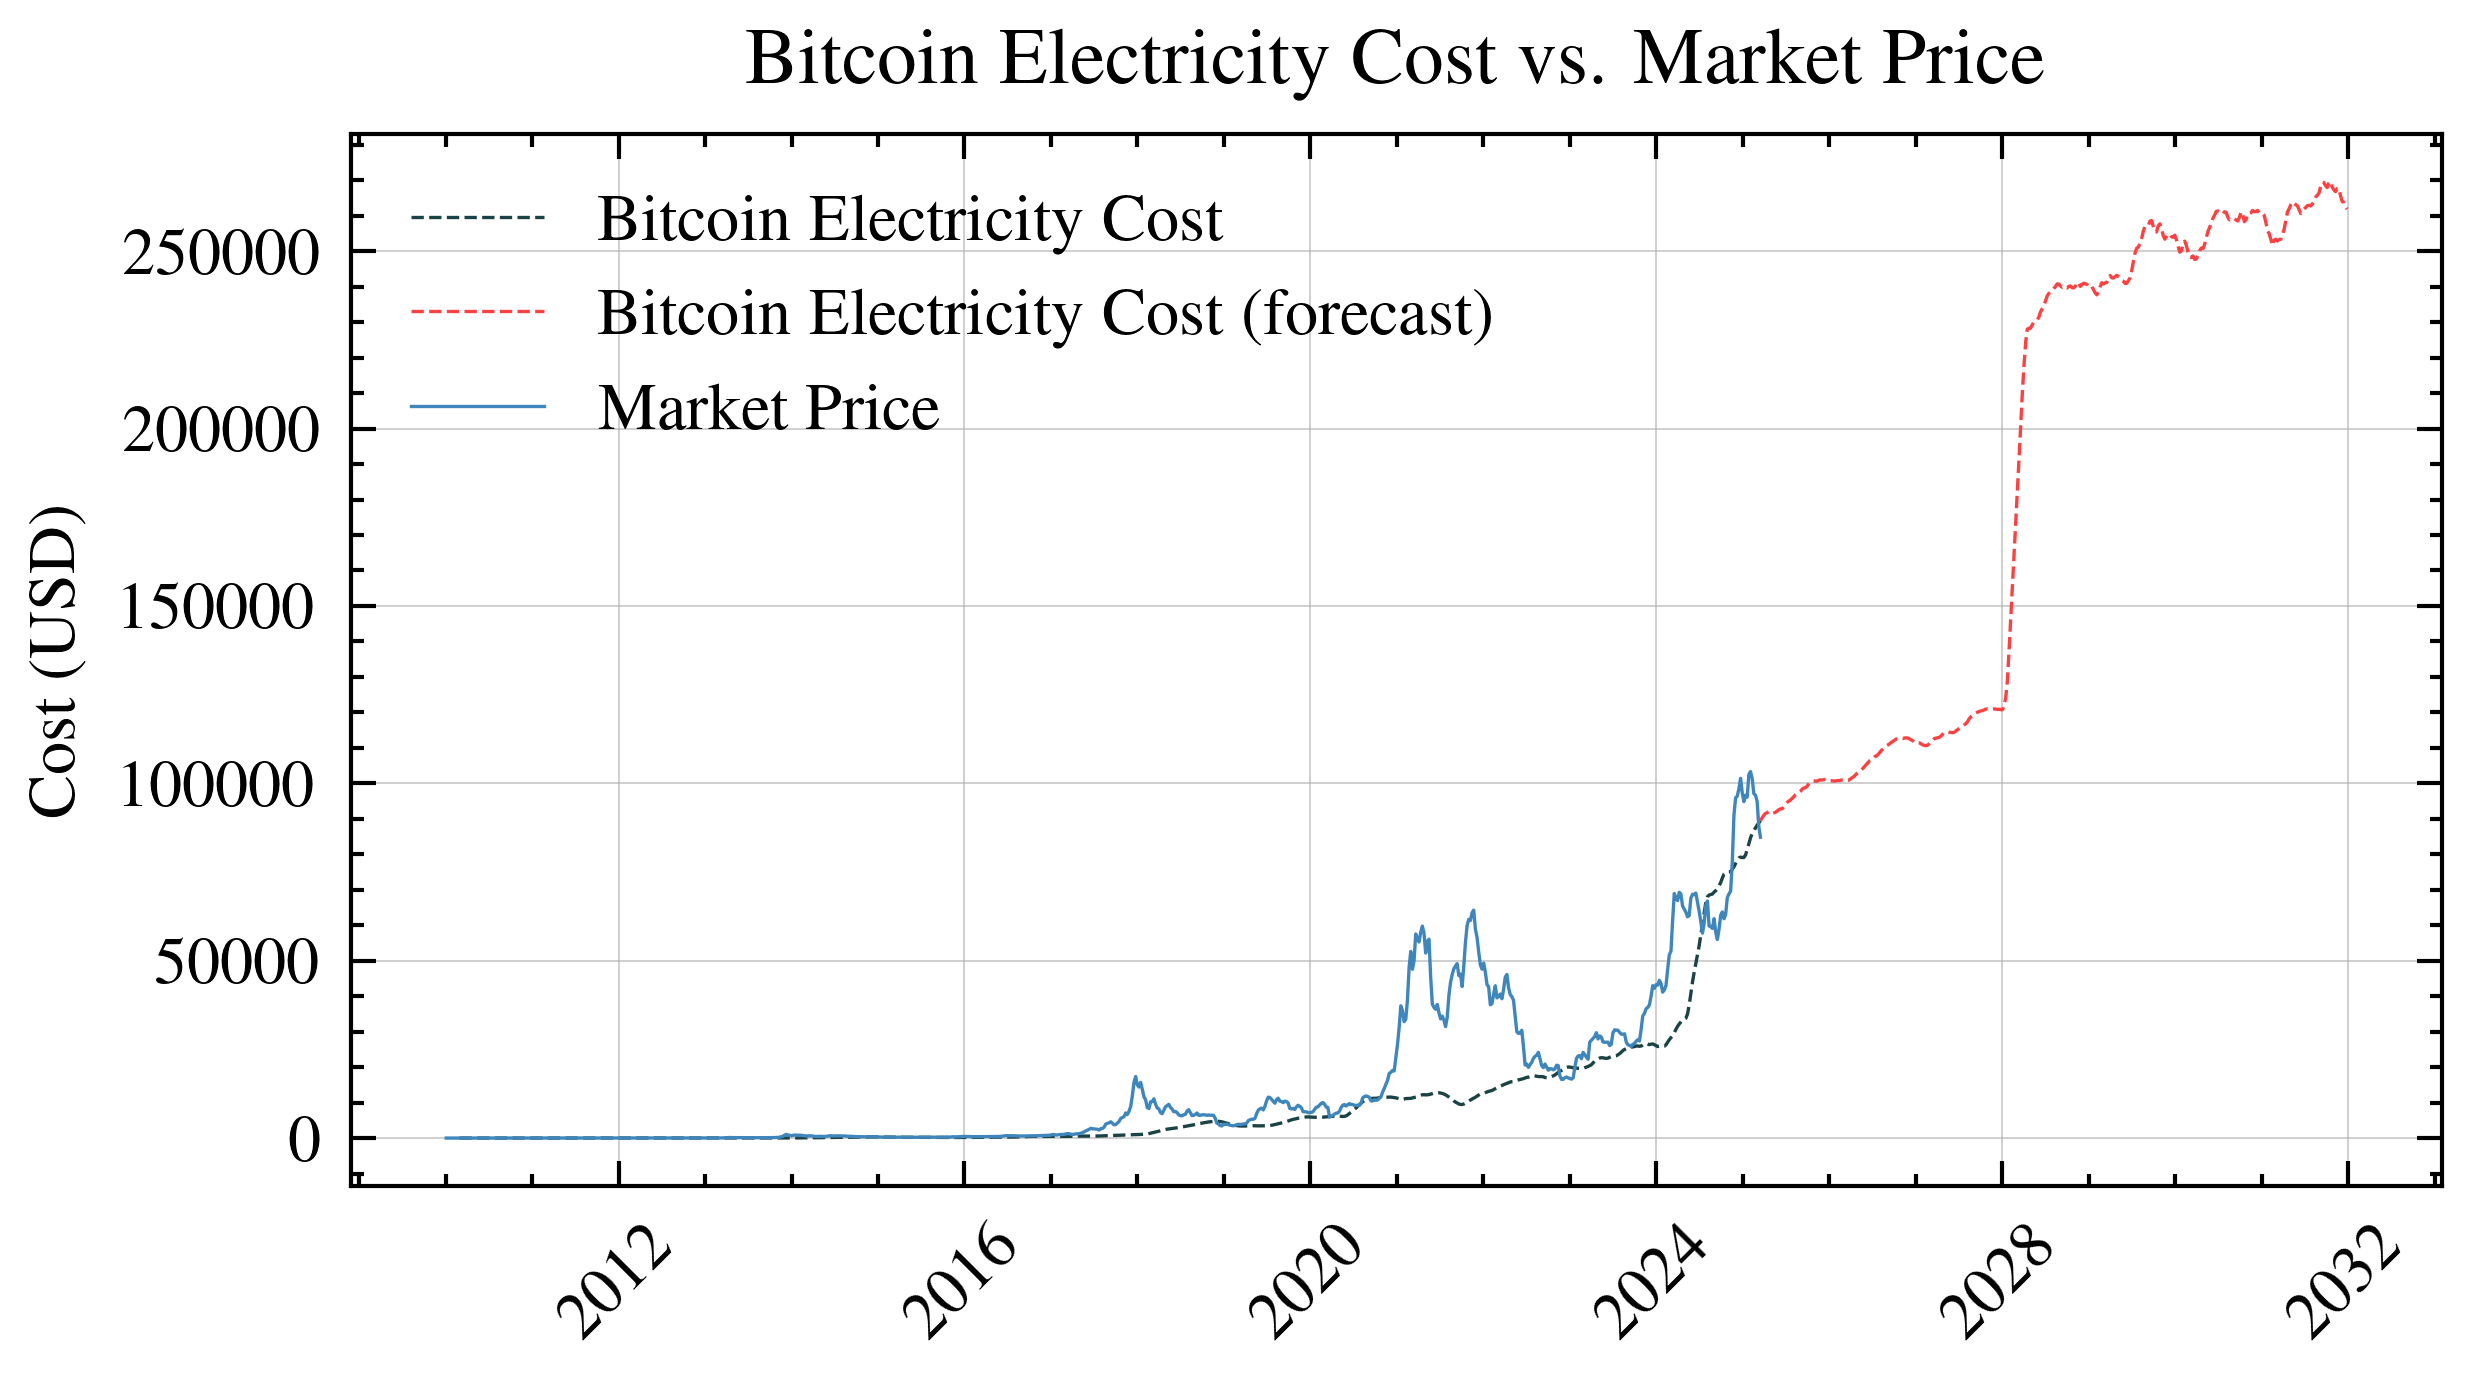 Bitcoin Electricity Cost vs. Market Price
Bitcoin Electricity Cost
Bitcoin Electricity Cost (forecast)
Market Price
Cost (USD)
250000
200000
150000
100000
50000
0
2012
2016
2020
2024
2028
2032